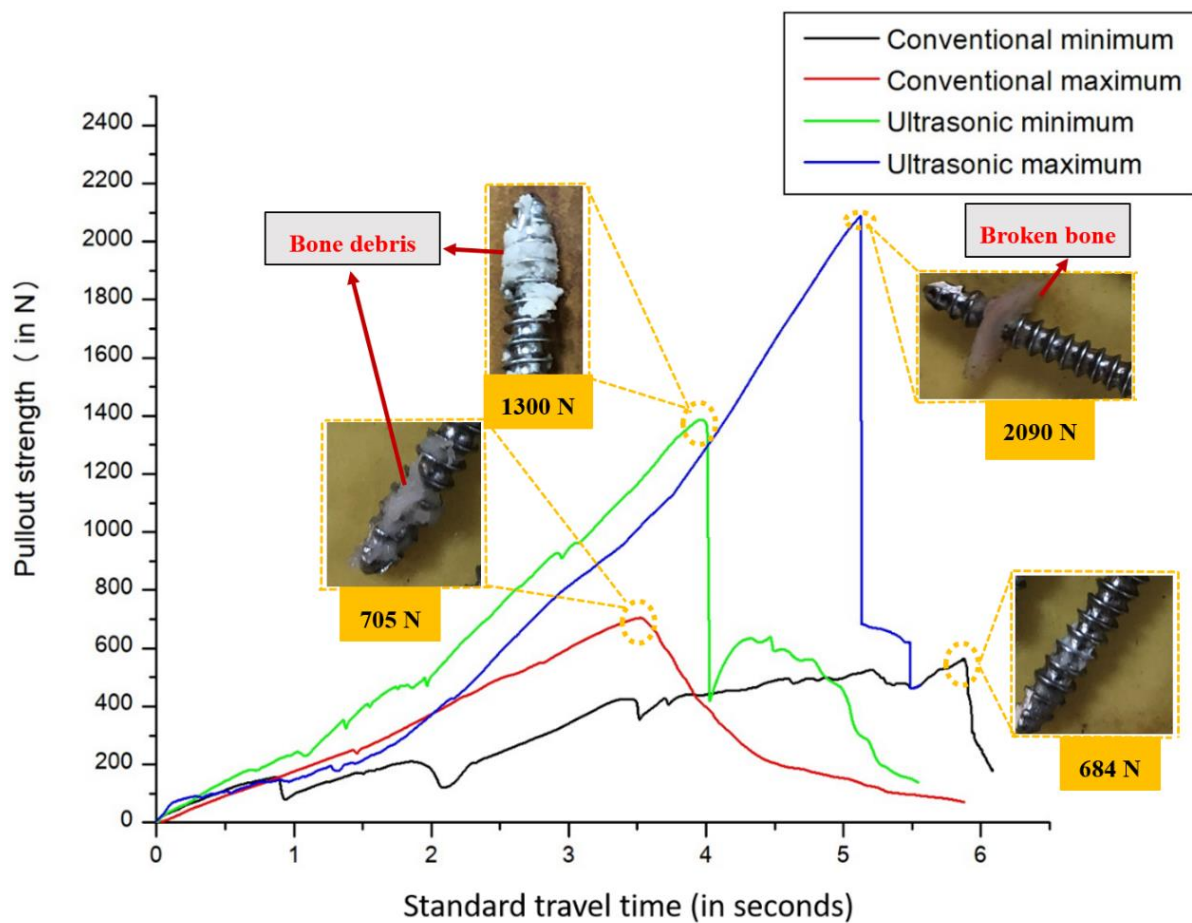 Conventional minimum
Conventional maximum
Ultrasonic minimum
Ultrasonic maximum
2400
2200
2000
1800
1600
1400
1200
1000
800
600
400
200
0
Pullout strength ( in N)
Bone debris
Broken bone
1300 N
2090 N
705 N
684 N
0
1
2
3
4
5
6
Standard travel time (in seconds)